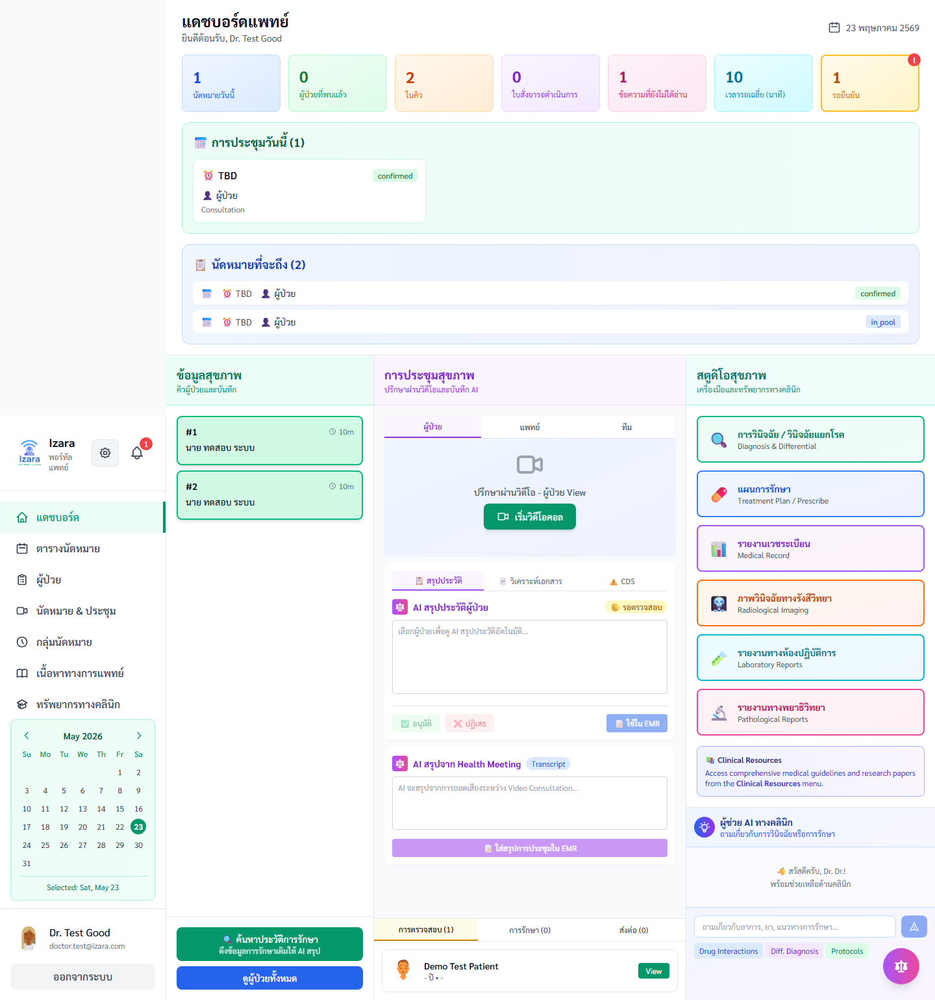 แดชบอร์ดแพทย์
ยินดีต้อนรับ, Dr. Test Good
23 พฤษภาคม 2569
1
นัดหมายวันนี้
0
ผู้ป่วยที่พบแล้ว
2
ในคิว
0
ใบสั่งยารอดำเนินการ
1
ข้อความที่ยังไม่ได้อ่าน
10
เวลารอเฉลี่ย (นาที)
!
1
รอยืนยัน
การประชุมวันนี้ (1)
TBD
confirmed
ผู้ป่วย
Consultation
นัดหมายที่จะถึง (2)
TBD ผู้ป่วย confirmed
TBD ผู้ป่วย in_pool
izara
Izara
พอร์ทัล
แพทย์
1
แดชบอร์ด
ตารางนัดหมาย
ผู้ป่วย
นัดหมาย & ประชุม
กลุ่มนัดหมาย
เนื้อหาทางการแพทย์
ทรัพยากรทางคลินิก
May 2026
Su Mo Tu We Th Fr Sa
1 2
3 4 5 6 7 8 9
10 11 12 13 14 15 16
17 18 19 20 21 22 23
24 25 26 27 28 29 30
31
Selected: Sat, May 23
Dr. Test Good
doctor.test@izara.com
ออกจากระบบ
ข้อมูลสุขภาพ
คิวผู้ป่วยและบันทึก
#1 10m
นาย ทดสอบ ระบบ
#2 10m
นาย ทดสอบ ระบบ
ค้นหาประวัติการรักษา
ดึงข้อมูลการรักษาเดิมให้ AI สรุป
ดูผู้ป่วยทั้งหมด
การประชุมสุขภาพ
ปรึกษาผ่านวิดีโอและบันทึก AI
ผู้ป่วย แพทย์ ทีม
ปรึกษาผ่านวิดีโอ - ผู้ป่วย View
เริ่มวิดีโอคอล
สรุปประวัติ วิเคราะห์เอกสาร CDS
AI สรุปประวัติผู้ป่วย
รอตรวจสอบ
เลือกผู้ป่วยเพื่อดู AI สรุปประวัติอัตโนมัติ...
อนุมัติ ปฏิเสธ ใช้ใน EMR
AI สรุปจาก Health Meeting Transcript
AI จะสรุปจากการถอดเสียงระหว่าง Video Consultation...
ใส่สรุปการประชุมใน EMR
การตรวจสอบ (1) การรักษา (0) ส่งต่อ (0)
Demo Test Patient
- ปี • -
View
สตูดิโอสุขภาพ
เครื่องมือและทรัพยากรทางคลินิก
การวินิจฉัย / วินิจฉัยแยกโรค
Diagnosis & Differential
แผนการรักษา
Treatment Plan / Prescribe
รายงานเวชระเบียน
Medical Record
ภาพวินิจฉัยทางรังสีวิทยา
Radiological Imaging
รายงานทางห้องปฏิบัติการ
Laboratory Reports
รายงานทางพยาธิวิทยา
Pathological Reports
Clinical Resources
Access comprehensive medical guidelines and research papers
from the Clinical Resources menu.
ผู้ช่วย AI ทางคลินิก
ถามเกี่ยวกับการวินิจฉัยหรือการรักษา
สวัสดีครับ, Dr. Dr.!
พร้อมช่วยเหลือด้านคลินิก
ถามเกี่ยวกับอาการ, ยา, แนวทางการรักษา...
Drug Interactions Diff. Diagnosis Protocols